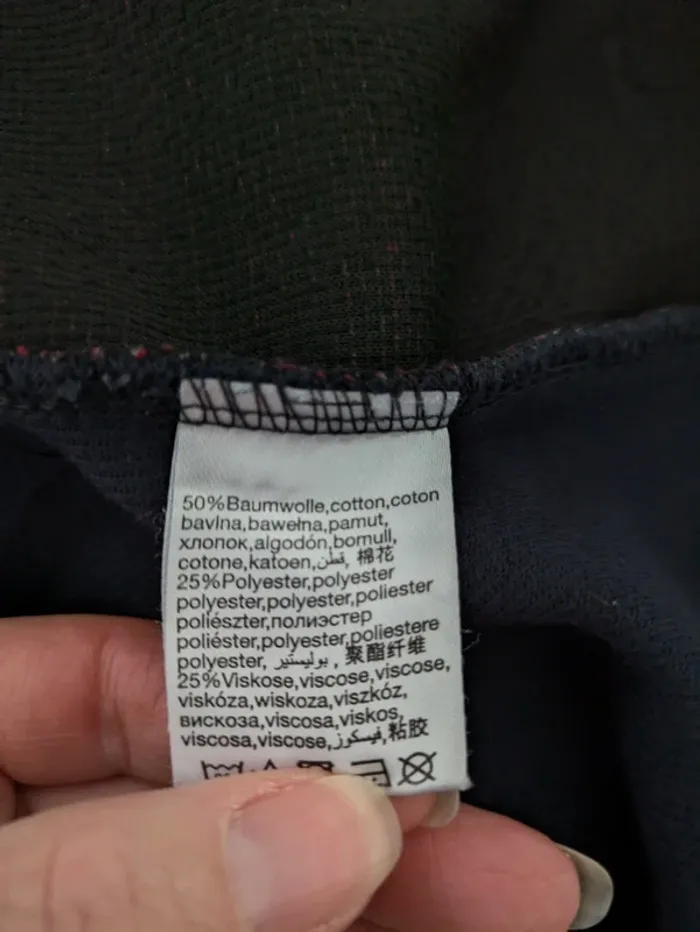 50%Baumwolle,cotton,coton
bavlna,bawełna,pamut,
хлопок,algodón,bomull,
cotone,katoen,قطن, 棉花
25%Polyester,polyester
polyester,polyester,poliester
poliészter,полиэстер
poliéster,polyester,poliestere
polyester, بوليستير , 聚酯纤维
25%Viskose,viscose,viscose,
viskóza,wiskoza,viszkóz,
вискоза,viscosa,viskos,
viscosa,viscose,فيسكوز,粘胶